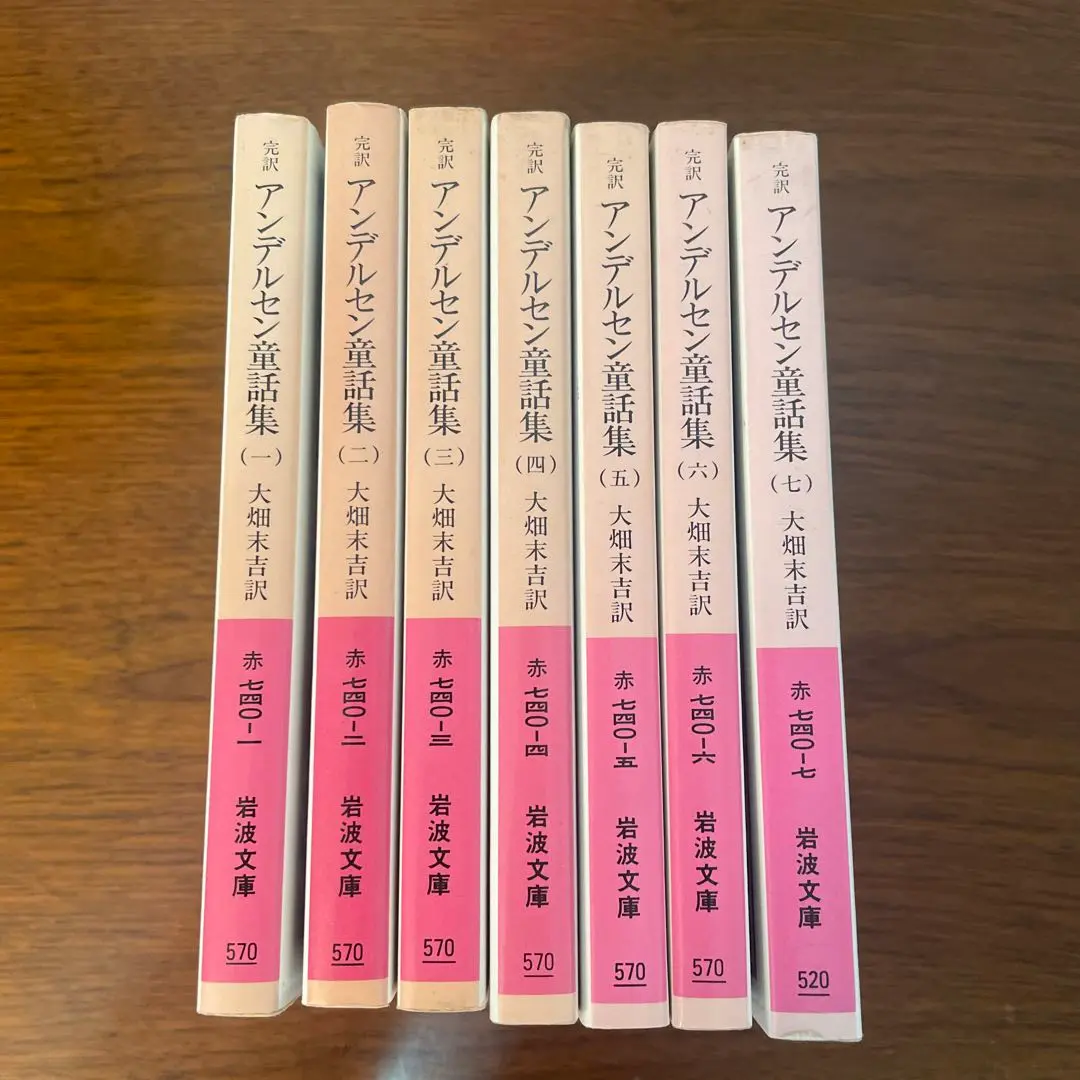 完訳 アンデルセン童話集 (一) 大畑末吉訳
赤 七四〇-一
岩波文庫
570
完訳 アンデルセン童話集 (二) 大畑末吉訳
赤 七四〇-二
岩波文庫
570
完訳 アンデルセン童話集 (三) 大畑末吉訳
赤 七四〇-三
岩波文庫
570
完訳 アンデルセン童話集 (四) 大畑末吉訳
赤 七四〇-四
岩波文庫
570
完訳 アンデルセン童話集 (五) 大畑末吉訳
赤 七四〇-五
岩波文庫
570
完訳 アンデルセン童話集 (六) 大畑末吉訳
赤 七四〇-六
岩波文庫
570
完訳 アンデルセン童話集 (七) 大畑末吉訳
赤 七四〇-七
岩波文庫
520